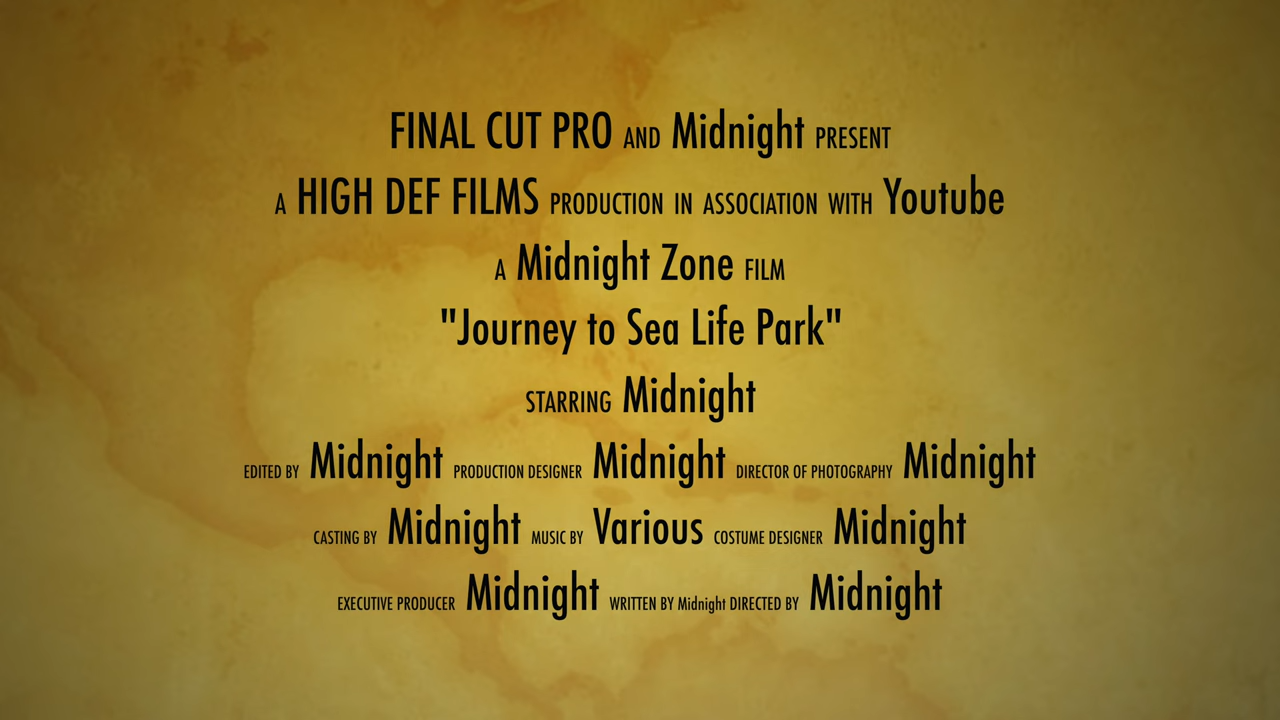 FINAL CUT PRO AND Midnight PRESENT
A HIGH DEF FILMS PRODUCTION IN ASSOCIATION WITH Youtube
A Midnight Zone FILM
"Journey to Sea Life Park"
STARRING Midnight
EDITED BY Midnight PRODUCTION DESIGNER Midnight DIRECTOR OF PHOTOGRAPHY Midnight
CASTING BY Midnight MUSIC BY Various COSTUME DESIGNER Midnight
EXECUTIVE PRODUCER Midnight WRITTEN BY Midnight DIRECTED BY Midnight